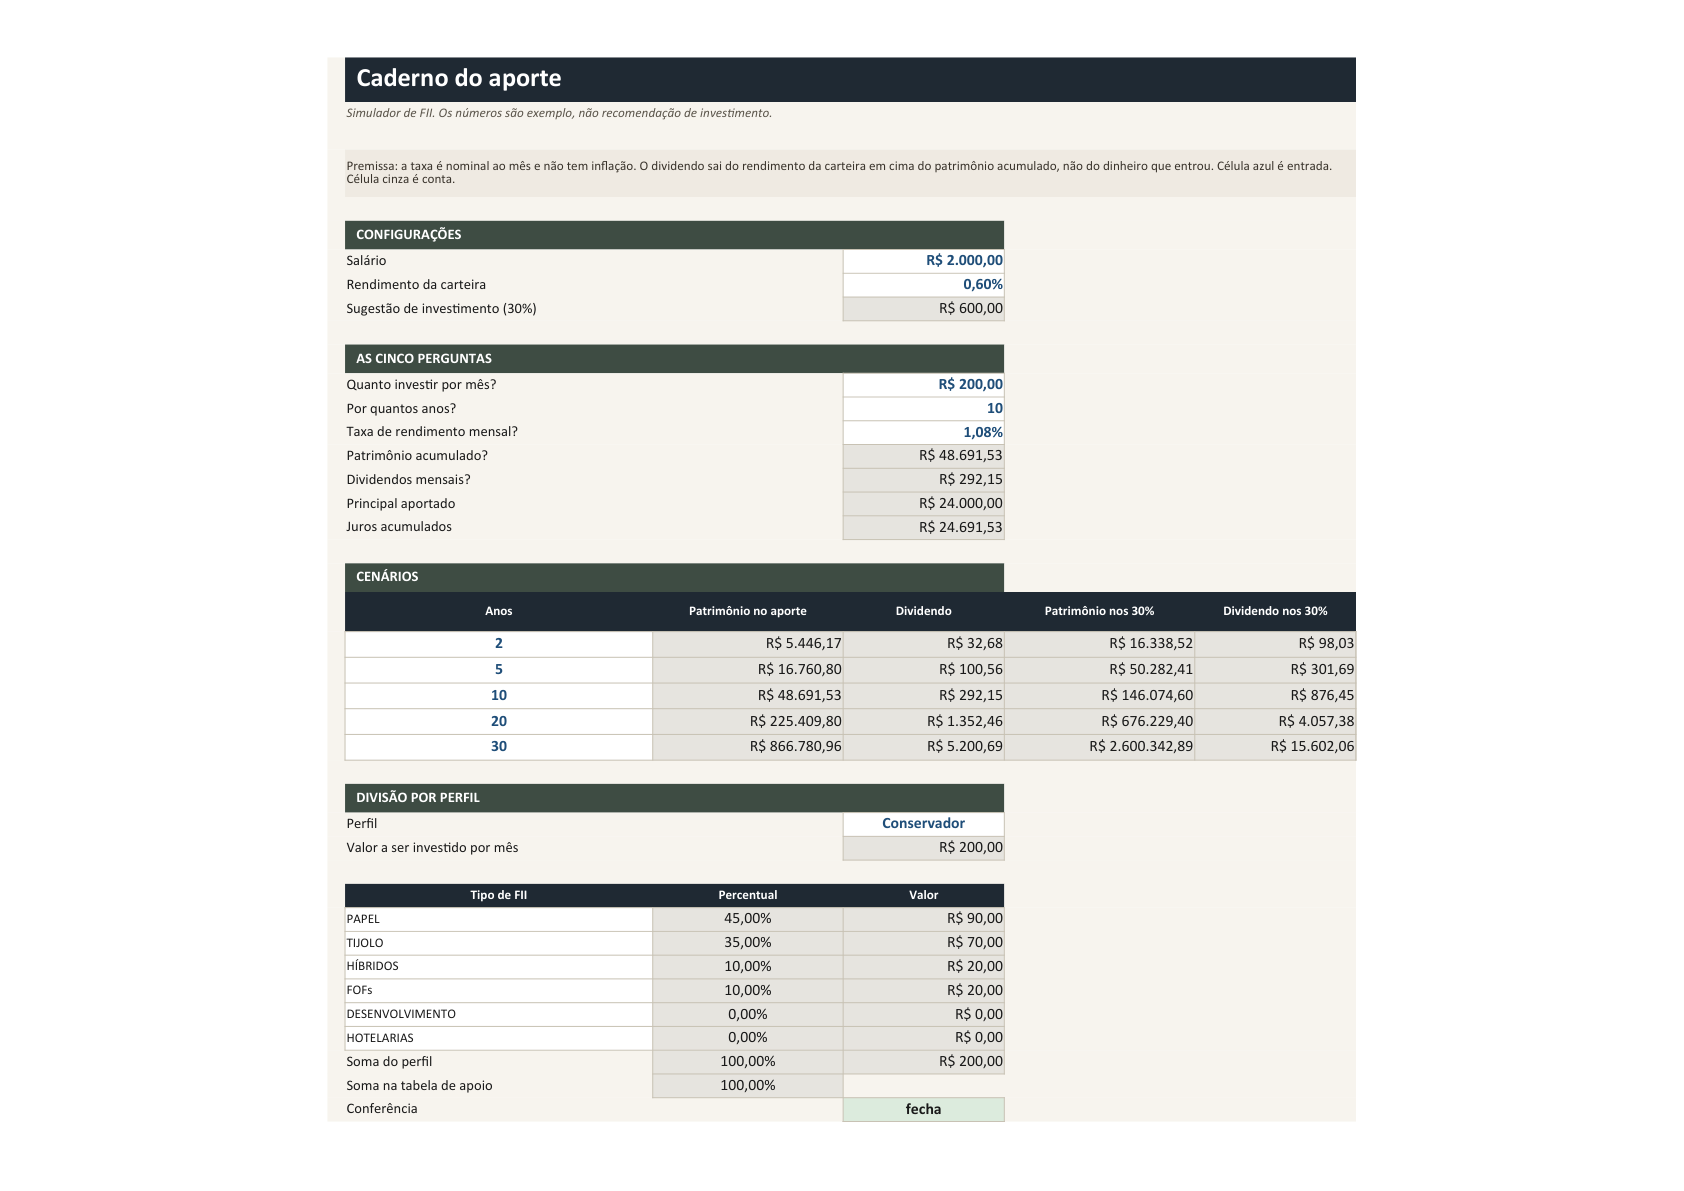 Caderno do aporte
Simulador de FII. Os números são exemplo, não recomendação de investimento.
Premissa: a taxa é nominal ao mês e não tem inflação. O dividendo sai do rendimento da carteira em cima do patrimônio acumulado, não do dinheiro que entrou. Célula azul é entrada.
Célula cinza é conta.
CONFIGURAÇÕES
Salário R$ 2.000,00
Rendimento da carteira 0,60%
Sugestão de investimento (30%) R$ 600,00
AS CINCO PERGUNTAS
Quanto investir por mês? R$ 200,00
Por quantos anos? 10
Taxa de rendimento mensal? 1,08%
Patrimônio acumulado? R$ 48.691,53
Dividendos mensais? R$ 292,15
Principal aportado R$ 24.000,00
Juros acumulados R$ 24.691,53
CENÁRIOS
Anos Patrimônio no aporte Dividendo Patrimônio nos 30% Dividendo nos 30%
2 R$ 5.446,17 R$ 32,68 R$ 16.338,52 R$ 98,03
5 R$ 16.760,80 R$ 100,56 R$ 50.282,41 R$ 301,69
10 R$ 48.691,53 R$ 292,15 R$ 146.074,60 R$ 876,45
20 R$ 225.409,80 R$ 1.352,46 R$ 676.229,40 R$ 4.057,38
30 R$ 866.780,96 R$ 5.200,69 R$ 2.600.342,89 R$ 15.602,06
DIVISÃO POR PERFIL
Perfil Conservador
Valor a ser investido por mês R$ 200,00
Tipo de FII Percentual Valor
PAPEL 45,00% R$ 90,00
TIJOLO 35,00% R$ 70,00
HÍBRIDOS 10,00% R$ 20,00
FOFs 10,00% R$ 20,00
DESENVOLVIMENTO 0,00% R$ 0,00
HOTELARIAS 0,00% R$ 0,00
Soma do perfil 100,00% R$ 200,00
Soma na tabela de apoio 100,00%
Conferência fecha